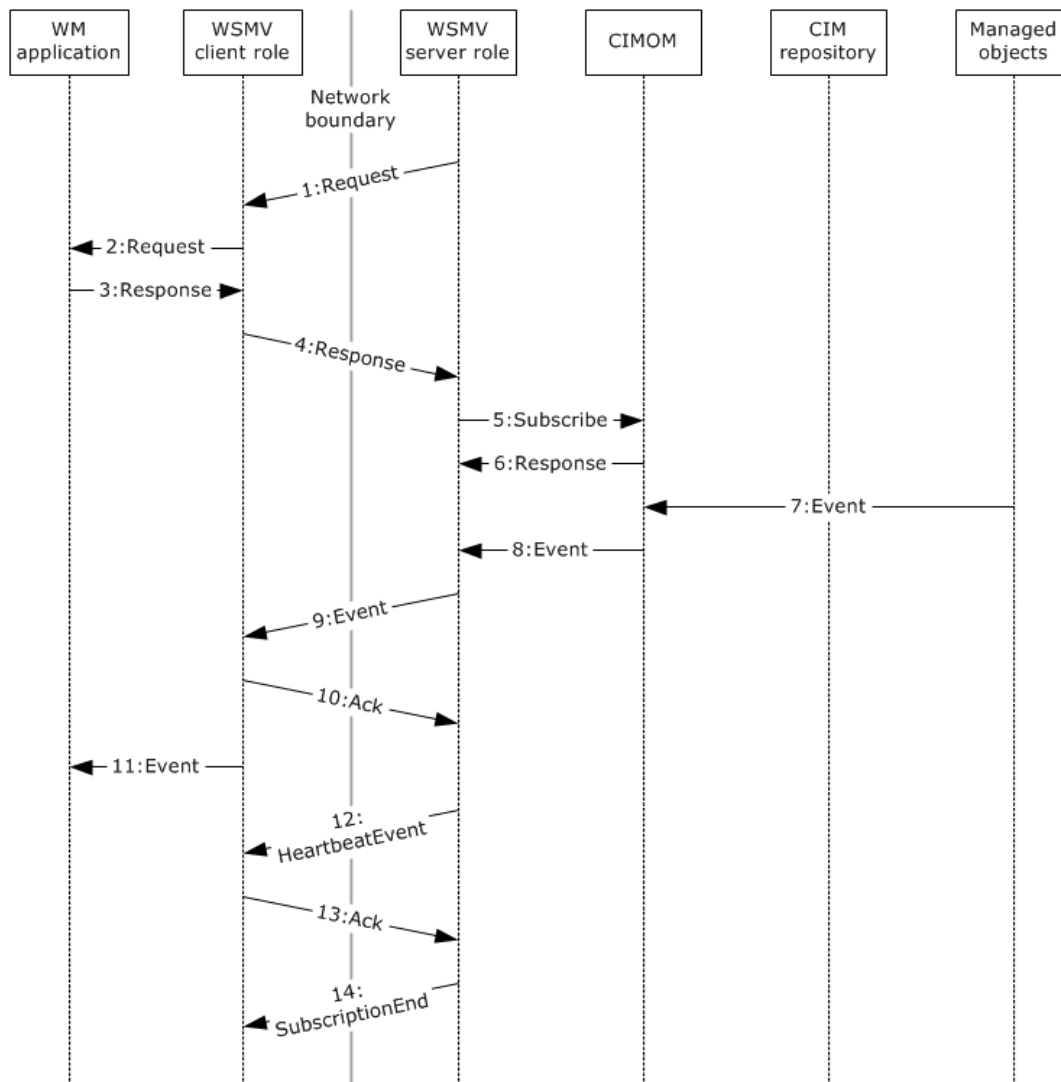 WM
application
WSMV
client role
WSMV
server role
CIMOM
CIM
repository
Managed
objects
Network
boundary
1:Request
2:Request
3:Response
4:Response
5:Subscribe
6:Response
7:Event
8:Event
9:Event
10:Ack
11:Event
12:
HeartbeatEvent
13:Ack
14:
SubscriptionEnd